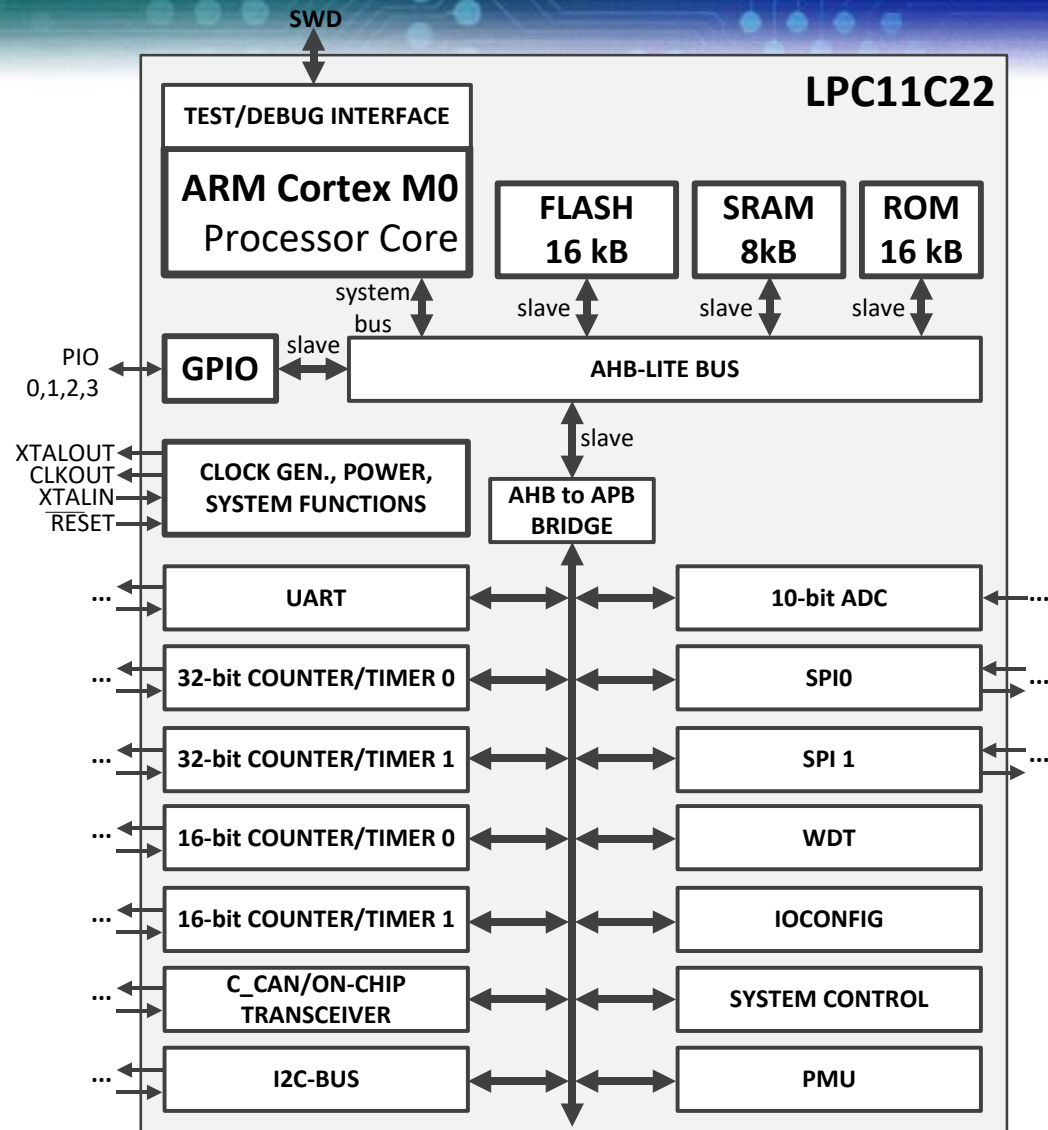 SWD
LPC11C22
TEST/DEBUG INTERFACE
ARM Cortex M0
Processor Core
FLASH
16 kB
SRAM
8kB
ROM
16 kB
system
bus
slave
slave
slave
slave
PIO
0,1,2,3
GPIO
AHB-LITE BUS
slave
XTALOUT
CLKOUT
XTALIN
RESET
CLOCK GEN., POWER,
SYSTEM FUNCTIONS
AHB to APB
BRIDGE
...
UART
10-bit ADC
...
...
32-bit COUNTER/TIMER 0
SPI0
...
...
32-bit COUNTER/TIMER 1
SPI 1
...
...
16-bit COUNTER/TIMER 0
WDT
...
16-bit COUNTER/TIMER 1
IOCONFIG
...
C_CAN/ON-CHIP
TRANSCEIVER
SYSTEM CONTROL
...
I2C-BUS
PMU